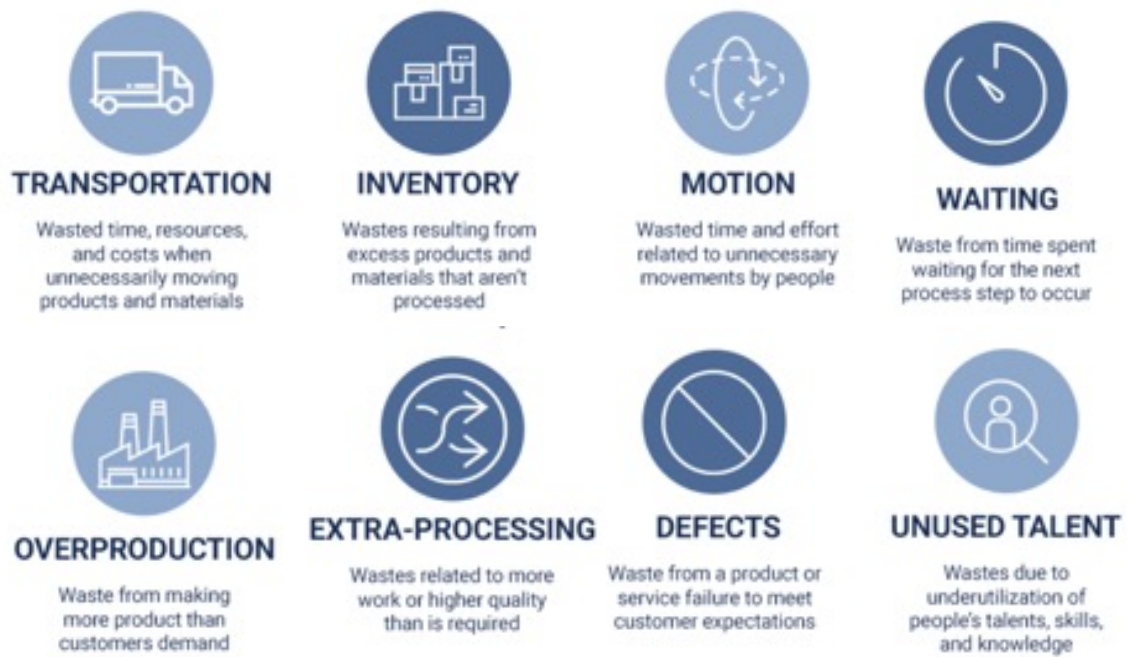 TRANSPORTATION
Wasted time, resources,
and costs when
unnecessarily moving
products and materials
INVENTORY
Wastes resulting from
excess products and
materials that aren't
processed
MOTION
Wasted time and effort
related to unnecessary
movements by people
WAITING
Waste from time spent
waiting for the next
process step to occur
OVERPRODUCTION
Waste from making
more product than
customers demand
EXTRA-PROCESSING
Wastes related to more
work or higher quality
than is required
DEFECTS
Waste from a product or
service failure to meet
customer expectations
UNUSED TALENT
Wastes due to
underutilization of
people's talents, skills,
and knowledge